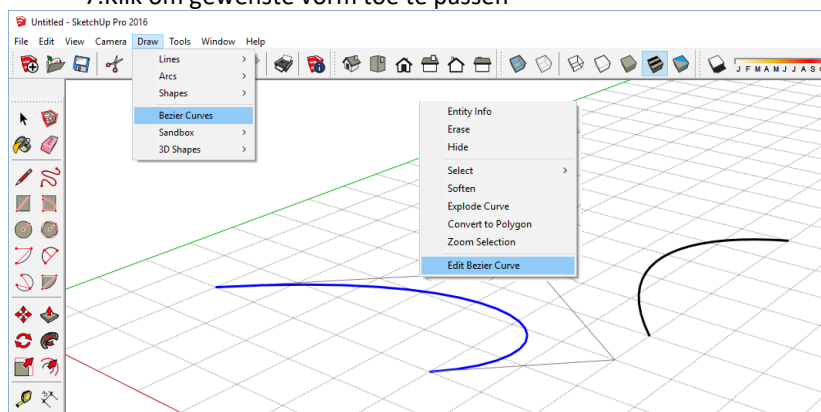 7.Klik om gewenste vorm toe te passen
Untitled - SketchUp Pro 2016
File Edit View Camera Draw Tools Window Help
J F M A M J J A S
Lines
Arcs
Shapes
Bezier Curves
Sandbox
3D Shapes
Entity Info
Erase
Hide
Select
Soften
Explode Curve
Convert to Polygon
Zoom Selection
Edit Bezier Curve